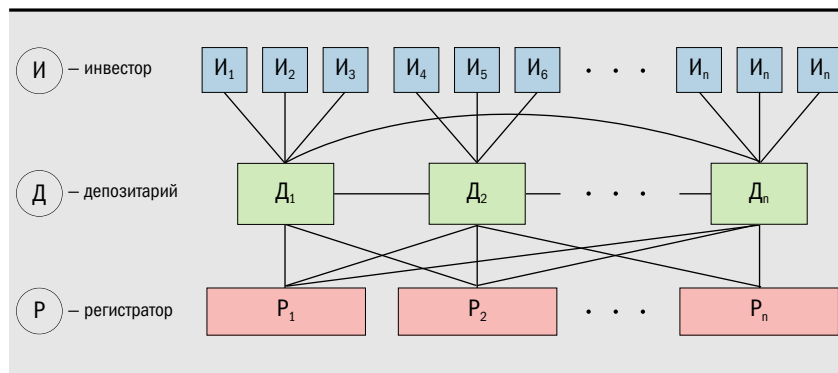 И – инвестор И₁ И₂ И₃ И₄ И₅ И₆ . . . Иₙ Иₙ Иₙ
Д – депозитарий Д₁ Д₂ . . . Дₙ
Р – регистратор Р₁ Р₂ . . . Рₙ